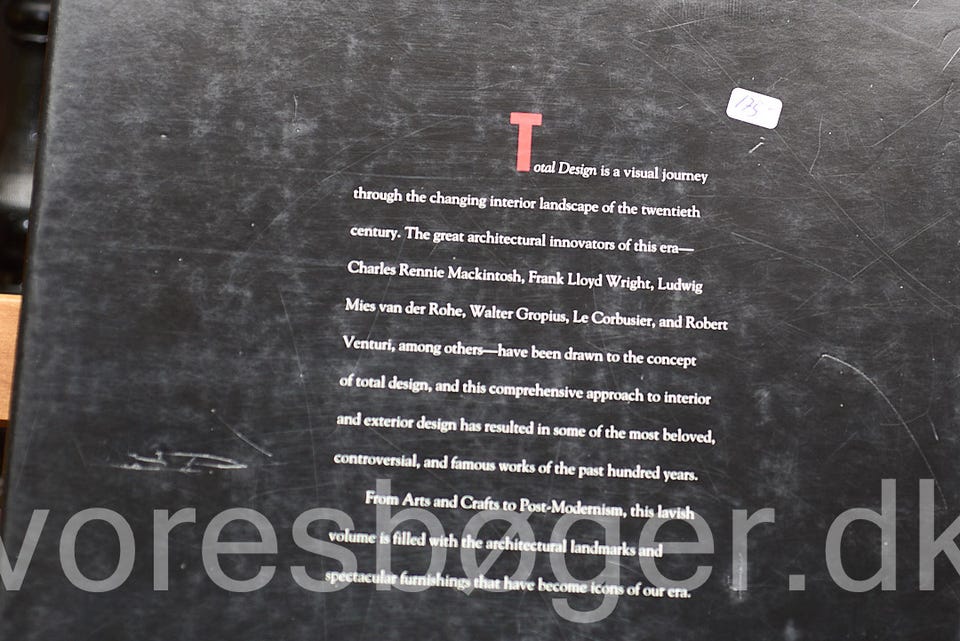 175
Total Design is a visual journey
through the changing interior landscape of the twentieth
century. The great architectural innovators of this era—
Charles Rennie Mackintosh, Frank Lloyd Wright, Ludwig
Mies van der Rohe, Walter Gropius, Le Corbusier, and Robert
Venturi, among others—have been drawn to the concept
of total design, and this comprehensive approach to interior
and exterior design has resulted in some of the most beloved,
controversial, and famous works of the past hundred years.
From Arts and Crafts to Post-Modernism, this lavish
volume is filled with the architectural landmarks and
spectacular furnishings that have become icons of our era.
voresbøger.dk